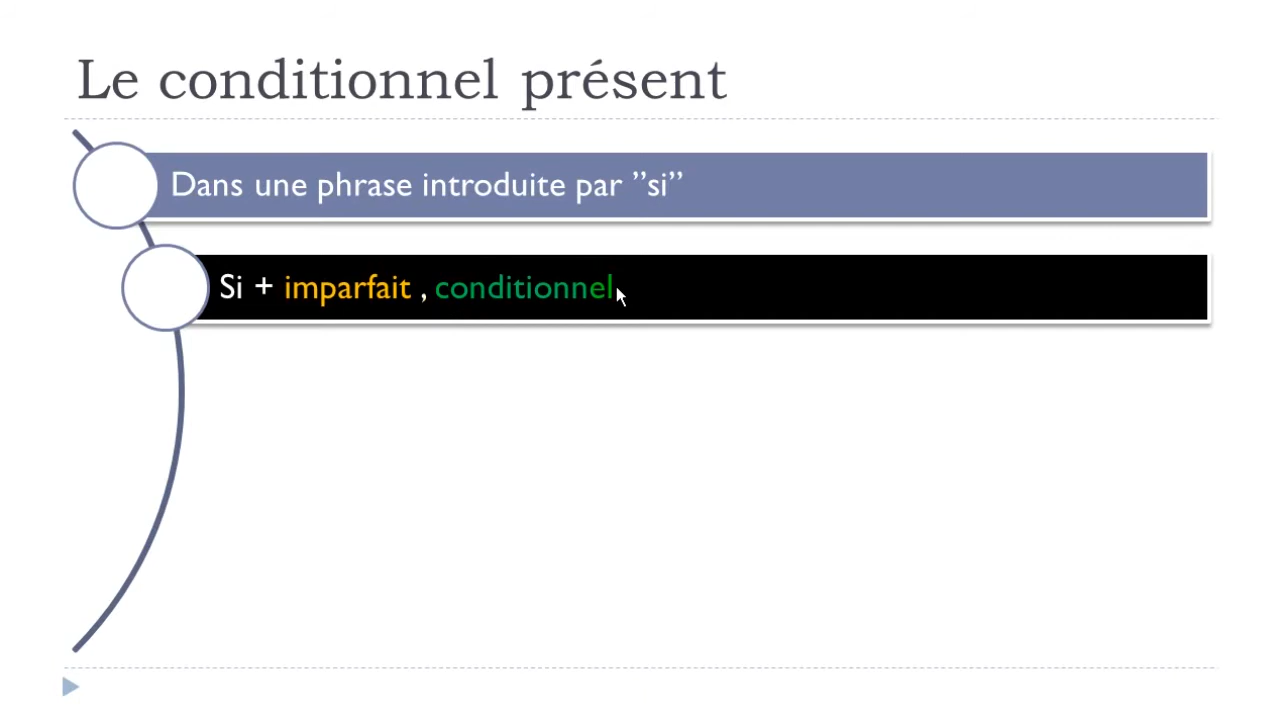 Le conditionnel présent
Dans une phrase introduite par ”si”
Si + imparfait , conditionnel